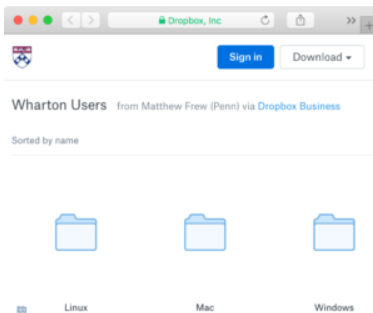 Dropbox, Inc
Sign in
Download
Wharton Users from Matthew Frew (Penn) via Dropbox Business
Sorted by name
Linux
Mac
Windows